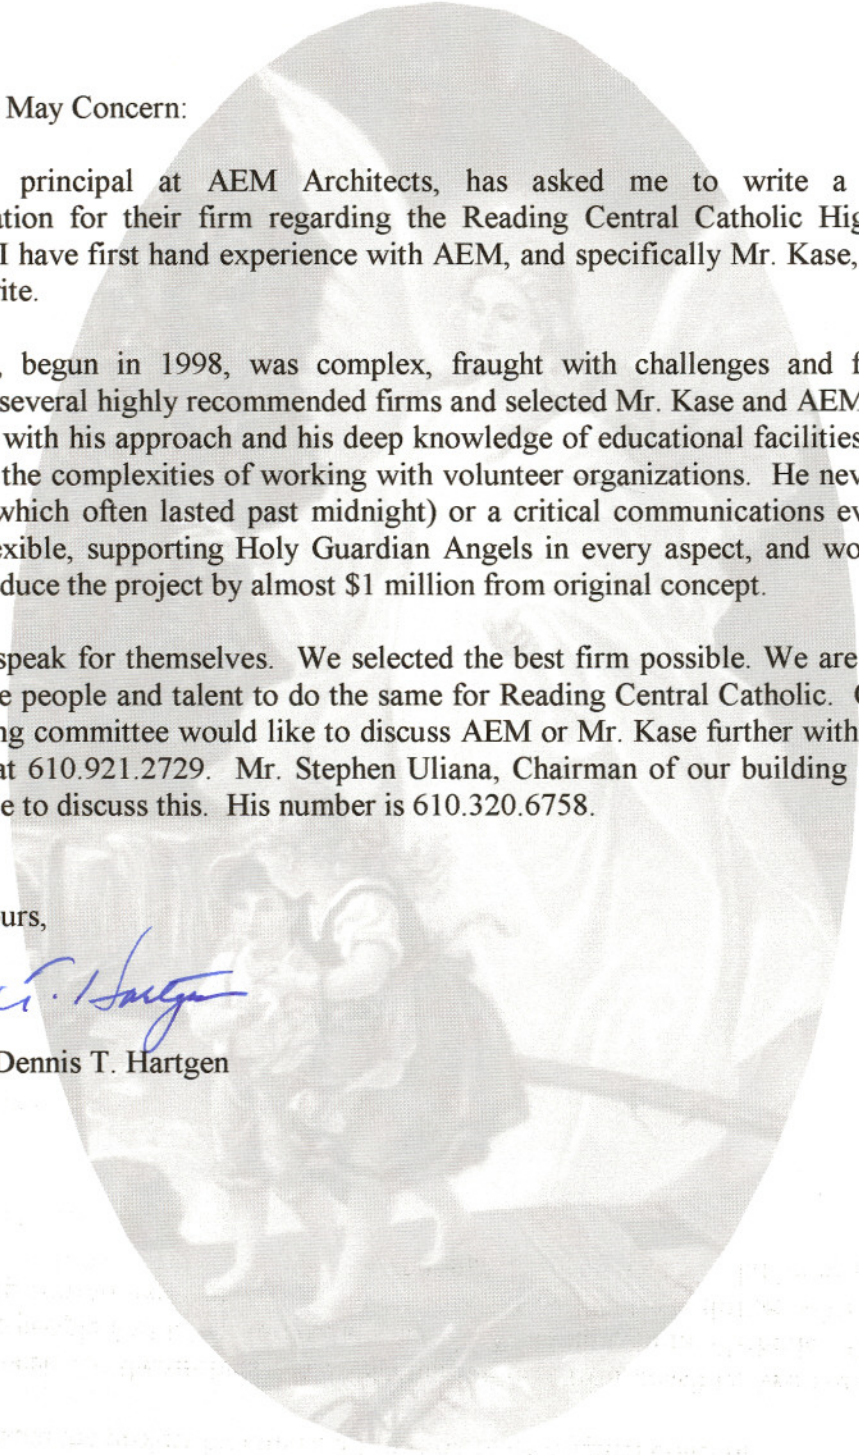 May Concern:
principal at AEM Architects, has asked me to write a
ation for their firm regarding the Reading Central Catholic Hig
I have first hand experience with AEM, and specifically Mr. Kase,
ite.
, begun in 1998, was complex, fraught with challenges and f
several highly recommended firms and selected Mr. Kase and AEM
with his approach and his deep knowledge of educational facilities
the complexities of working with volunteer organizations. He nev
which often lasted past midnight) or a critical communications ev
exible, supporting Holy Guardian Angels in every aspect, and wo
duce the project by almost $1 million from original concept.
speak for themselves. We selected the best firm possible. We are
e people and talent to do the same for Reading Central Catholic.
ng committee would like to discuss AEM or Mr. Kase further with
at 610.921.2729. Mr. Stephen Uliana, Chairman of our building
e to discuss this. His number is 610.320.6758.
urs,
T. Hartgen
Dennis T. Hartgen